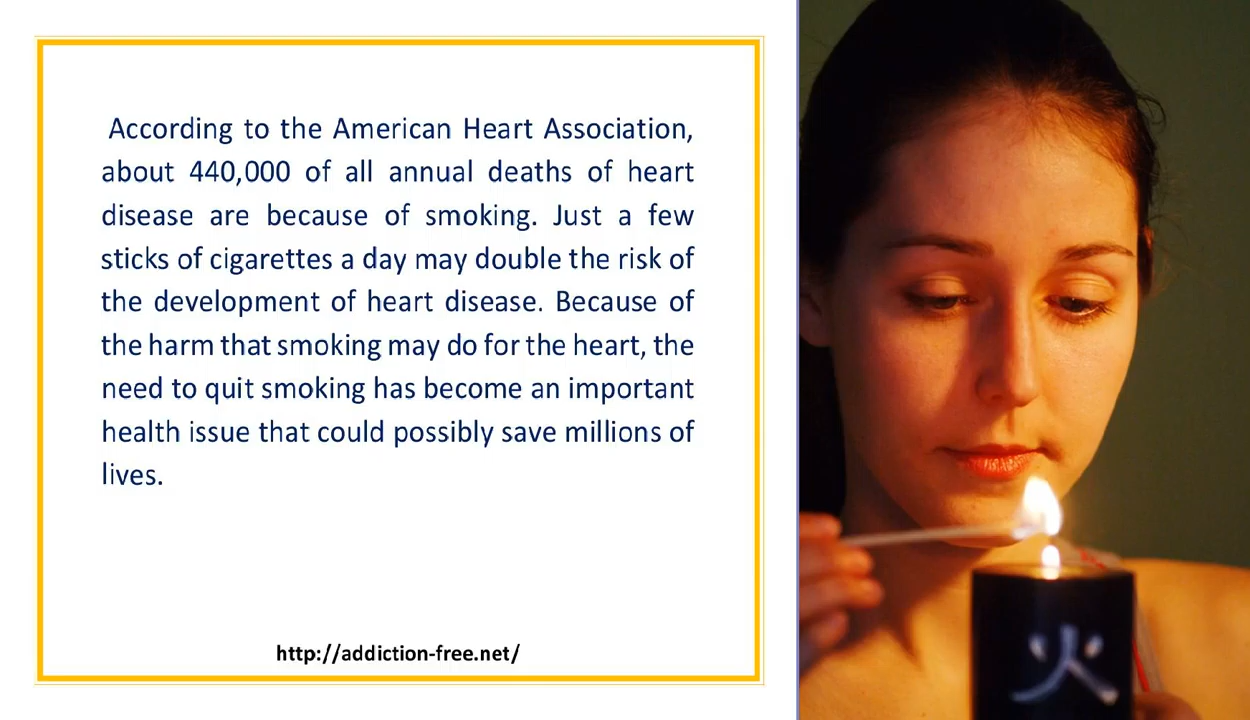 According to the American Heart Association,
about 440,000 of all annual deaths of heart
disease are because of smoking. Just a few
sticks of cigarettes a day may double the risk of
the development of heart disease. Because of
the harm that smoking may do for the heart, the
need to quit smoking has become an important
health issue that could possibly save millions of
lives.
http://addiction-free.net/
火